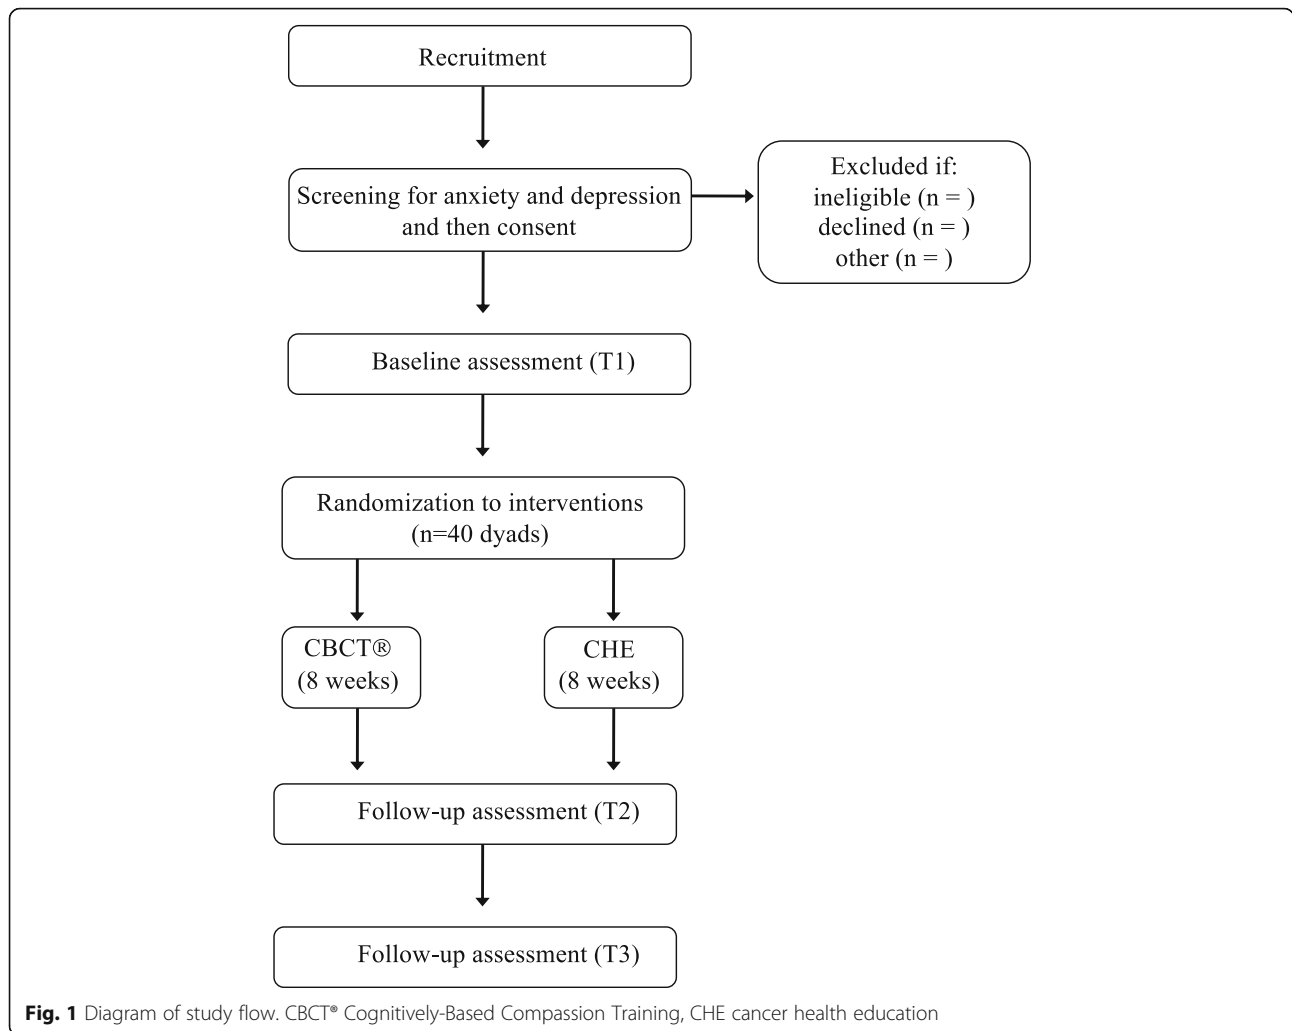 Recruitment
Screening for anxiety and depression
and then consent
Excluded if:
ineligible (n = )
declined (n = )
other (n = )
Baseline assessment (T1)
Randomization to interventions
(n=40 dyads)
CBCT®
(8 weeks)
CHE
(8 weeks)
Follow-up assessment (T2)
Follow-up assessment (T3)
Fig. 1 Diagram of study flow. CBCT® Cognitively-Based Compassion Training, CHE cancer health education